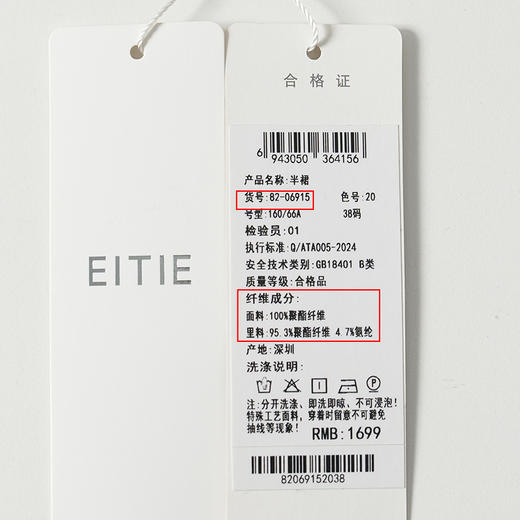 EITIE
合格证
6 943050 364156
产品名称:半裙
货号:82-06915 色号:20
号型:160/66A 38码
检验员:01
执行标准:Q/ATA005-2024
安全技术类别:GB18401 B类
质量等级:合格品
纤维成分:
面料:100%聚酯纤维
里料:95.3%聚酯纤维 4.7%氨纶
产地:深圳
洗涤说明:
注:分开洗涤、即洗即晾、不可浸泡!
特殊工艺面料,穿着时留意不可避免
抽线等现象!
RMB:1699
82069152038